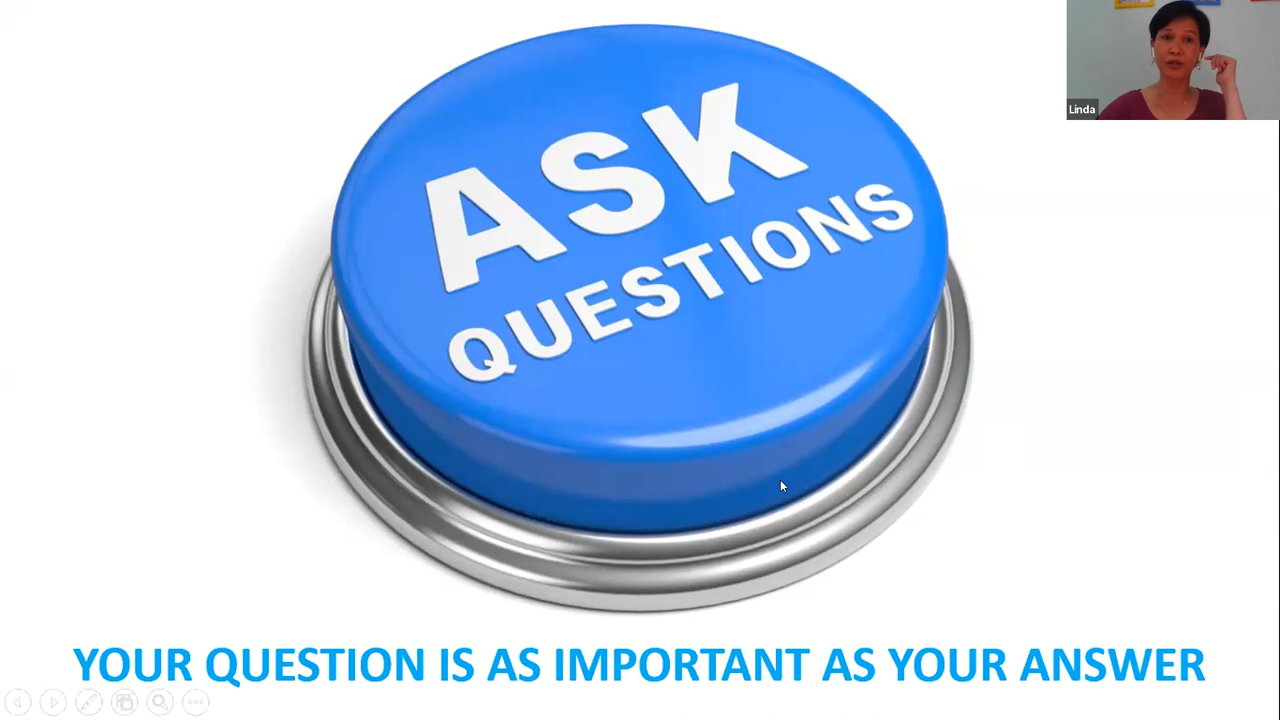 Linda
ASK
QUESTIONS
YOUR QUESTION IS AS IMPORTANT AS YOUR ANSWER